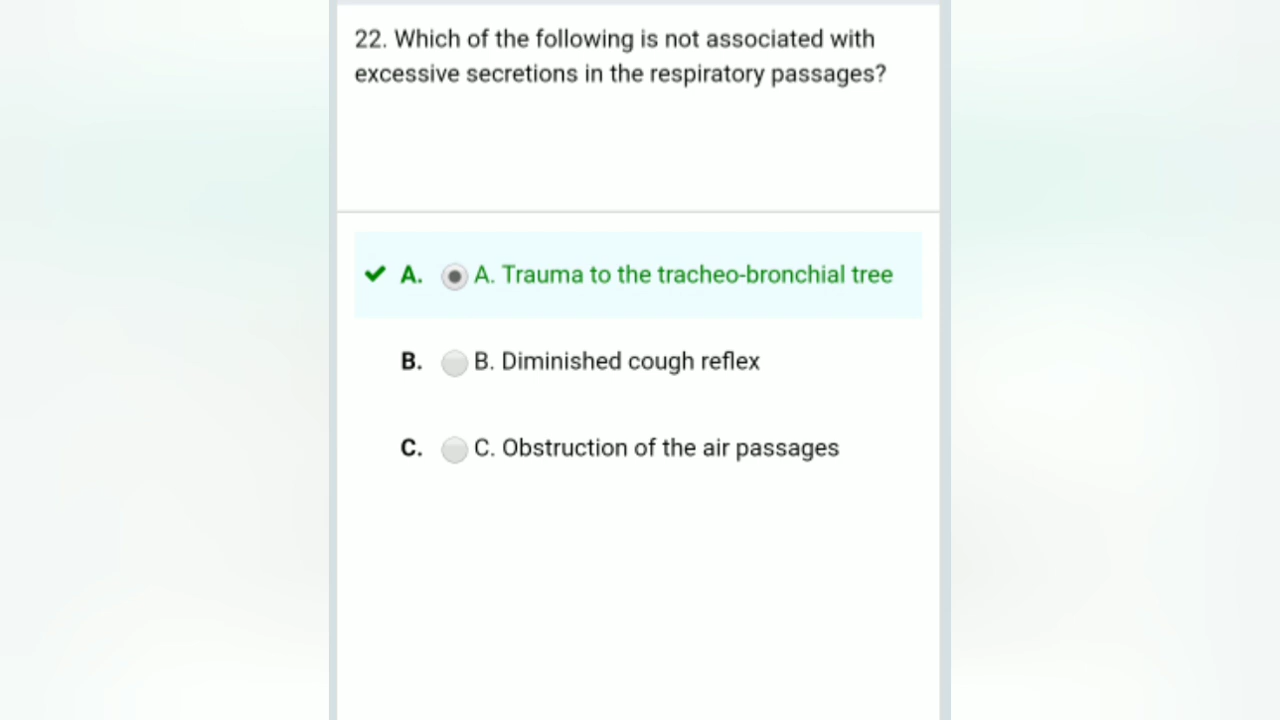 22. Which of the following is not associated with
excessive secretions in the respiratory passages?
A. A. Trauma to the tracheo-bronchial tree
B. B. Diminished cough reflex
C. C. Obstruction of the air passages